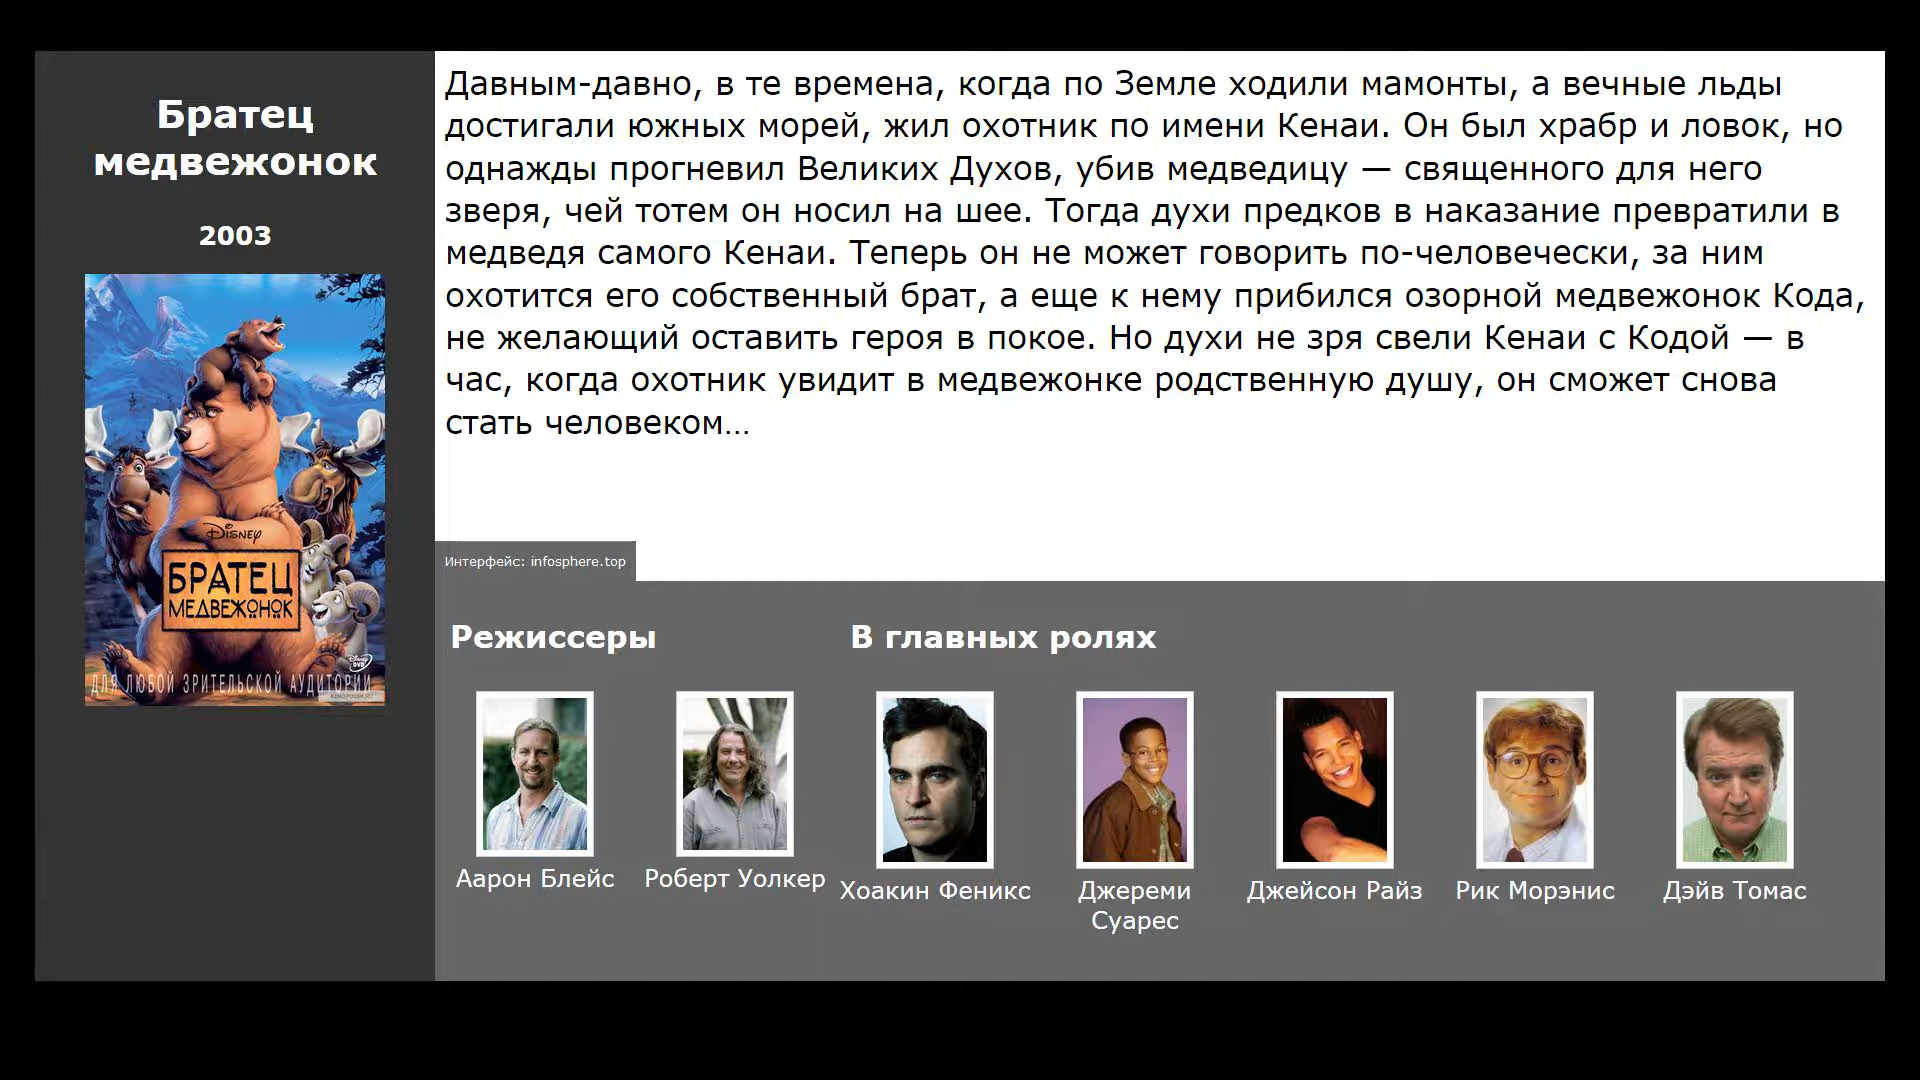 Братец
медвежонок
2003
DISNEY
БРАТЕЦ
МЕДВЕЖОНОК
DISNEY
DVD
ДЛЯ ЛЮБОЙ ЗРИТЕЛЬСКОЙ АУДИТОРИИ
KINOPOISK.RU
Давным-давно, в те времена, когда по Земле ходили мамонты, а вечные льды
достигали южных морей, жил охотник по имени Кенаи. Он был храбр и ловок, но
однажды прогневил Великих Духов, убив медведицу — священного для него
зверя, чей тотем он носил на шее. Тогда духи предков в наказание превратили в
медведя самого Кенаи. Теперь он не может говорить по-человечески, за ним
охотится его собственный брат, а еще к нему прибился озорной медвежонок Кода,
не желающий оставить героя в покое. Но духи не зря свели Кенаи с Кодой — в
час, когда охотник увидит в медвежонке родственную душу, он сможет снова
стать человеком…
Интерфейс: infosphere.top
Режиссеры
В главных ролях
Аарон Блейс
Роберт Уолкер
Хоакин Феникс
Джереми
Суарес
Джейсон Райз
Рик Морэнис
Дэйв Томас